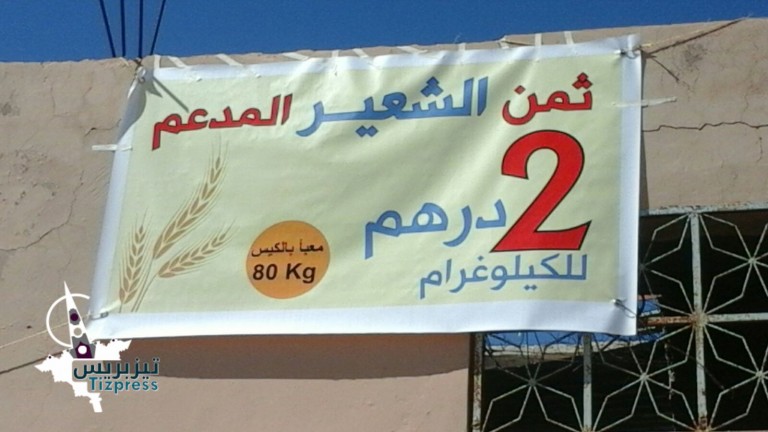 ثمن الشعير المدعم
2 درهم
للكيلوغرام
معبأ بالكيس
80 Kg
تيزبريس
Tizpress